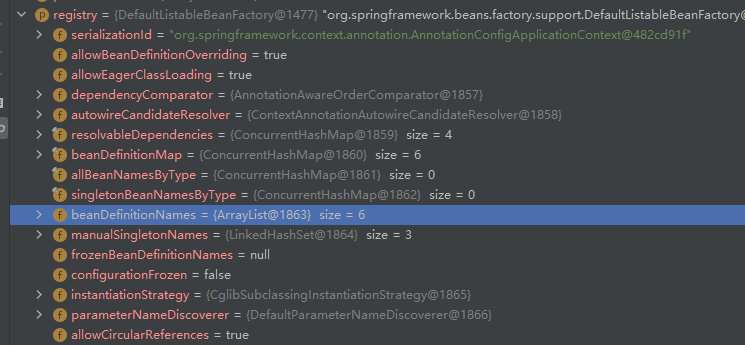 registry = {DefaultListableBeanFactory@1477} "org.springframework.beans.factory.support.DefaultListableBeanFactory@
serializationId = "org.springframework.context.annotation.AnnotationConfigApplicationContext@482cd91f"
allowBeanDefinitionOverriding = true
allowEagerClassLoading = true
dependencyComparator = {AnnotationAwareOrderComparator@1857}
autowireCandidateResolver = {ContextAnnotationAutowireCandidateResolver@1858}
resolvableDependencies = {ConcurrentHashMap@1859} size = 4
beanDefinitionMap = {ConcurrentHashMap@1860} size = 6
allBeanNamesByType = {ConcurrentHashMap@1861} size = 0
singletonBeanNamesByType = {ConcurrentHashMap@1862} size = 0
beanDefinitionNames = {ArrayList@1863} size = 6
manualSingletonNames = {LinkedHashSet@1864} size = 3
frozenBeanDefinitionNames = null
configurationFrozen = false
instantiationStrategy = {CglibSubclassingInstantiationStrategy@1865}
parameterNameDiscoverer = {DefaultParameterNameDiscoverer@1866}
allowCircularReferences = true